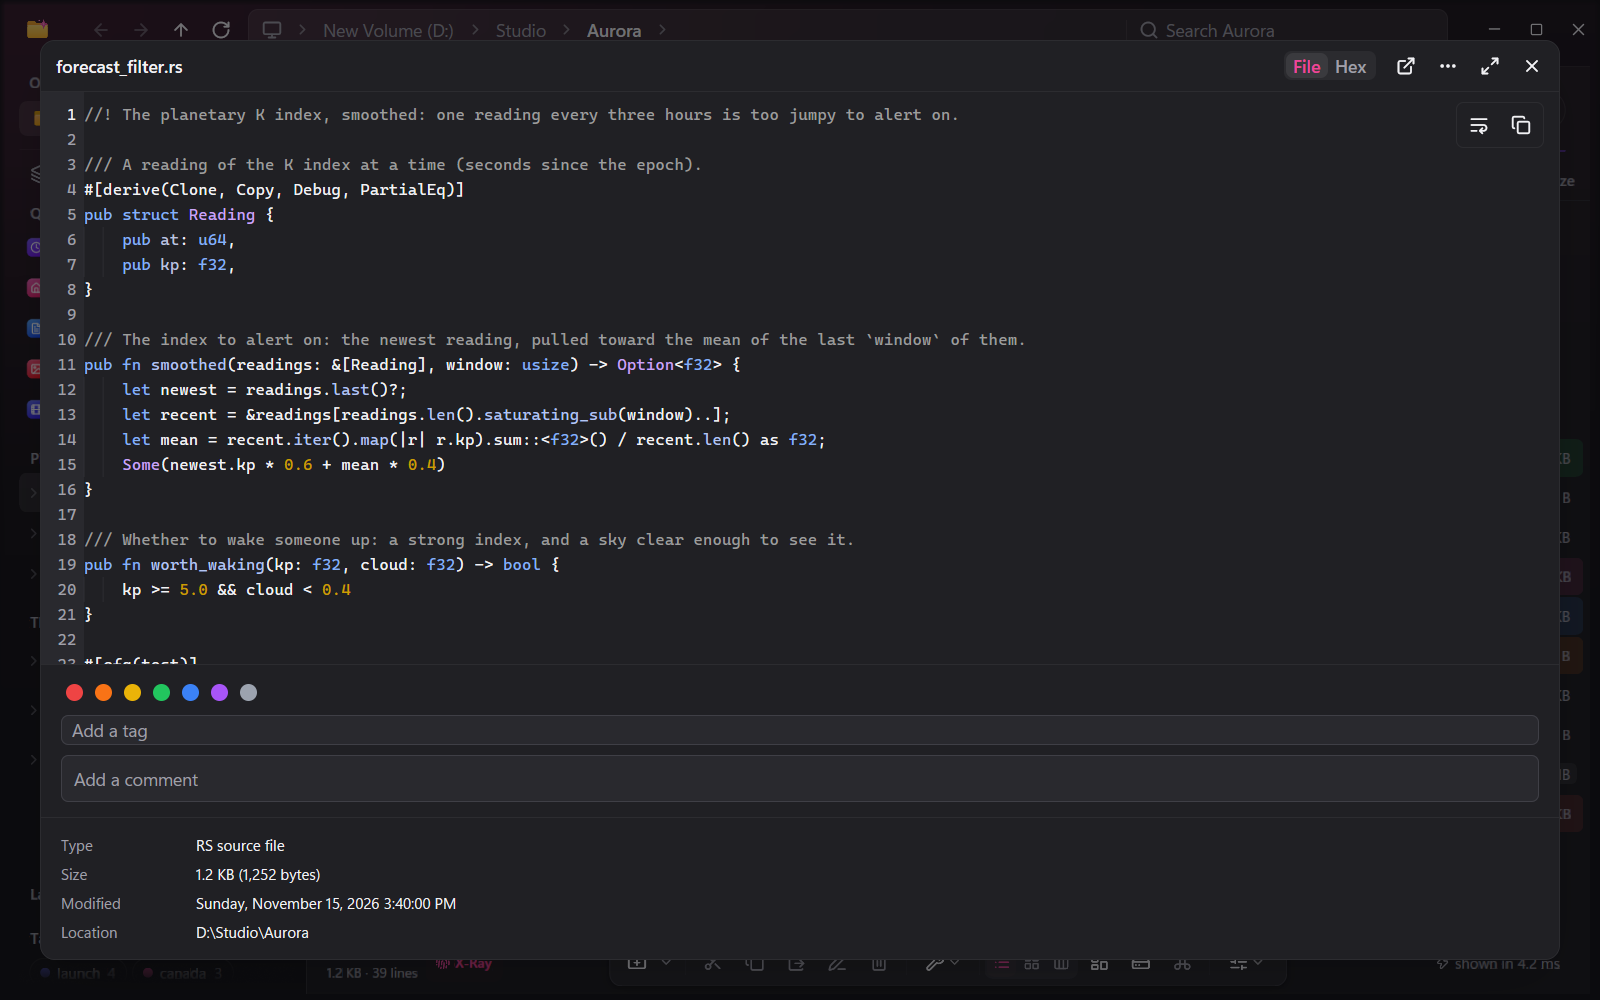 New Volume (D:)
Studio
Aurora
Search Aurora
forecast_filter.rs
File
Hex
1 //! The planetary K index, smoothed: one reading every three hours is too jumpy to alert on.
2
3 /// A reading of the K index at a time (seconds since the epoch).
4 #[derive(Clone, Copy, Debug, PartialEq)]
5 pub struct Reading {
6     pub at: u64,
7     pub kp: f32,
8 }
9
10 /// The index to alert on: the newest reading, pulled toward the mean of the last `window` of them.
11 pub fn smoothed(readings: &[Reading], window: usize) -> Option<f32> {
12     let newest = readings.last()?;
13     let recent = &readings[readings.len().saturating_sub(window)..];
14     let mean = recent.iter().map(|r| r.kp).sum::<f32>() / recent.len() as f32;
15     Some(newest.kp * 0.6 + mean * 0.4)
16 }
17
18 /// Whether to wake someone up: a strong index, and a sky clear enough to see it.
19 pub fn worth_waking(kp: f32, cloud: f32) -> bool {
20     kp >= 5.0 && cloud < 0.4
21 }
22
23 #[cfg(test)]
Add a tag
Add a comment
Type RS source file
Size 1.2 KB (1,252 bytes)
Modified Sunday, November 15, 2026 3:40:00 PM
Location D:\Studio\Aurora
launch 4
canada 3
1.2 KB · 39 lines
X-Ray
shown in 4.2 ms